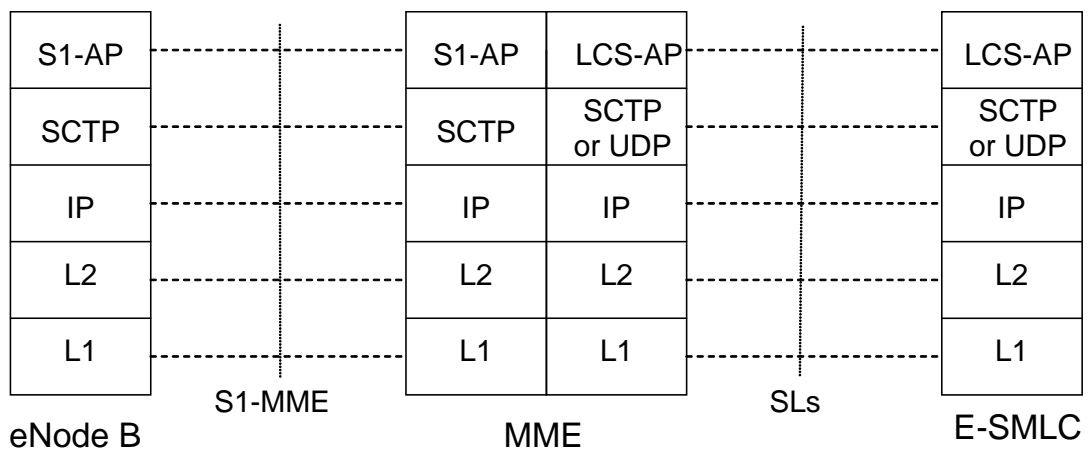 S1-AP
S1-AP
LCS-AP
LCS-AP
SCTP
SCTP
SCTP
or UDP
SCTP
or UDP
IP
IP
IP
IP
L2
L2
L2
L2
L1
L1
L1
L1
S1-MME
SLs
eNode B
MME
E-SMLC